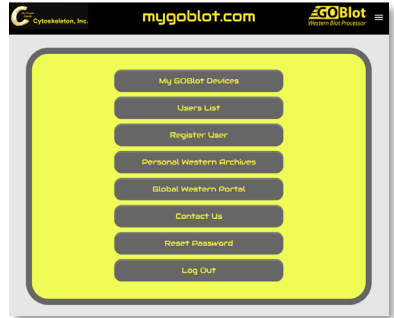 Cytoskeleton, Inc.
mygoblot.com
GOBlot
Western Blot Processor
My GOBlot Devices
Users List
Register User
Personal Western Archives
Global Western Portal
Contact Us
Reset Password
Log Out